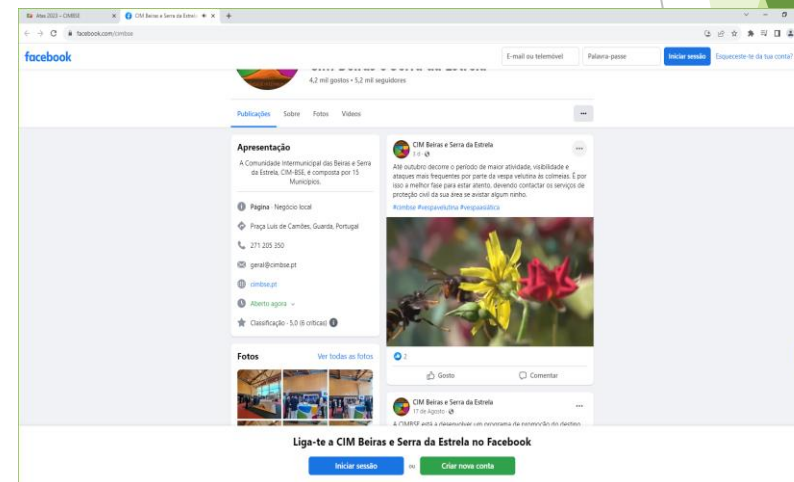 Atas 2023 – CIMBSE
CIM Beiras e Serra da Estrel
facebook.com/cimbse
facebook
E-mail ou telemóvel
Palavra-passe
Iniciar sessão
Esqueceste-te da tua conta?
CIM Beiras e Serra da Estrela
4,2 mil gostos • 5,2 mil seguidores
Publicações
Sobre
Fotos
Vídeos
Apresentação
A Comunidade Intermunicipal das Beiras e Serra
da Estrela, CIM-BSE, é composta por 15
Municípios.
Página · Negócio local
Praça Luís de Camões, Guarda, Portugal
271 205 350
geral@cimbse.pt
cimbse.pt
Aberto agora
Classificação · 5,0 (6 críticas)
Fotos
Ver todas as fotos
CIM Beiras e Serra da Estrela
Até outubro decorre o período de maior atividade, visibilidade e
ataques mais frequentes por parte da vespa velutina às colmeias. É por
isso a melhor fase para estar atento, devendo contactar os serviços de
proteção civil da sua área se avistar algum ninho.
#cimbse #vespavelutina #vespaasiática
2
Gosto
Comentar
CIM Beiras e Serra da Estrela
17 de Agosto
A CIMBSE está a desenvolver um programa de promoção do destino
Liga-te a CIM Beiras e Serra da Estrela no Facebook
Iniciar sessão
ou
Criar nova conta